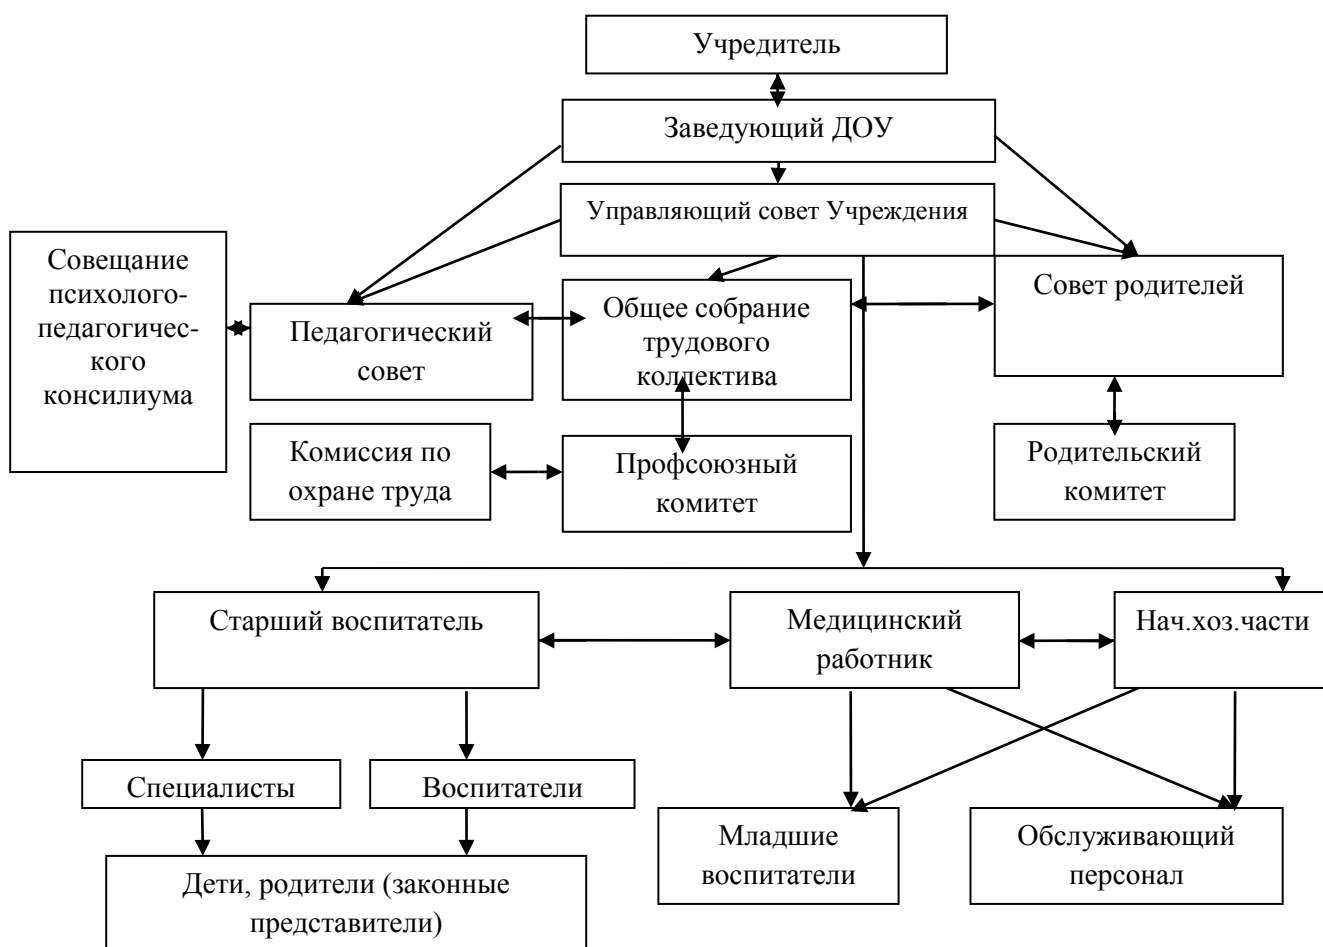 Учредитель
Заведующий ДОУ
Управляющий совет Учреждения
Совещание
психолого-
педагогичес-
кого
консилиума
Педагогический
совет
Общее собрание
трудового
коллектива
Совет родителей
Комиссия по
охране труда
Профсоюзный
комитет
Родительский
комитет
Старший воспитатель
Медицинский
работник
Нач.хоз.части
Специалисты
Воспитатели
Младшие
воспитатели
Обслуживающий
персонал
Дети, родители (законные
представители)